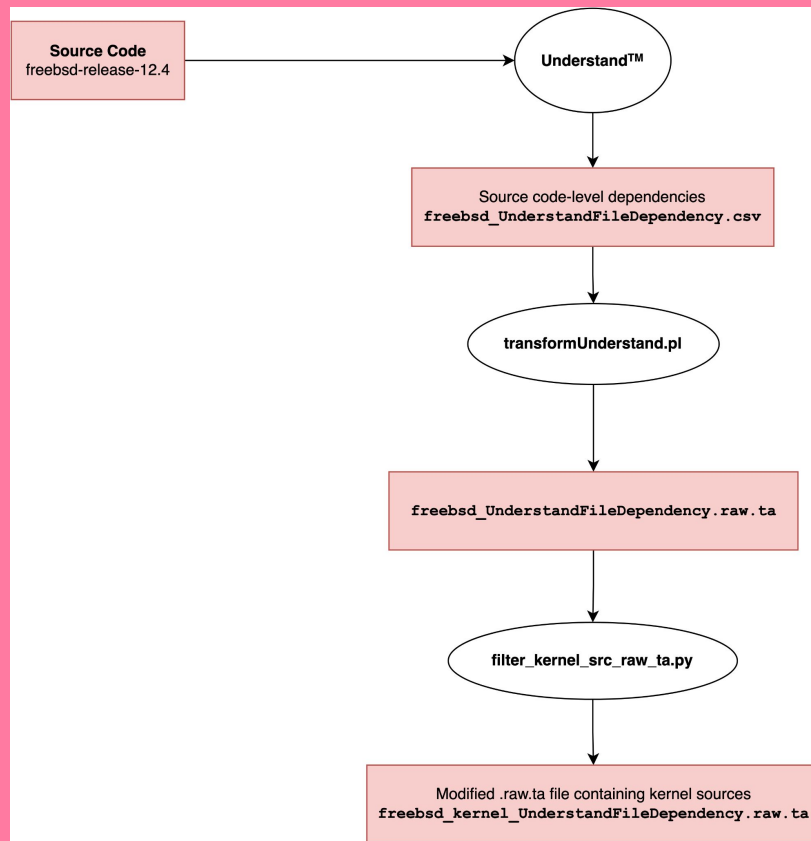 Source Code
freebsd-release-12.4
Understand™
Source code-level dependencies
freebsd_UnderstandFileDependency.csv
transformUnderstand.pl
freebsd_UnderstandFileDependency.raw.ta
filter_kernel_src_raw_ta.py
Modified .raw.ta file containing kernel sources
freebsd_kernel_UnderstandFileDependency.raw.ta